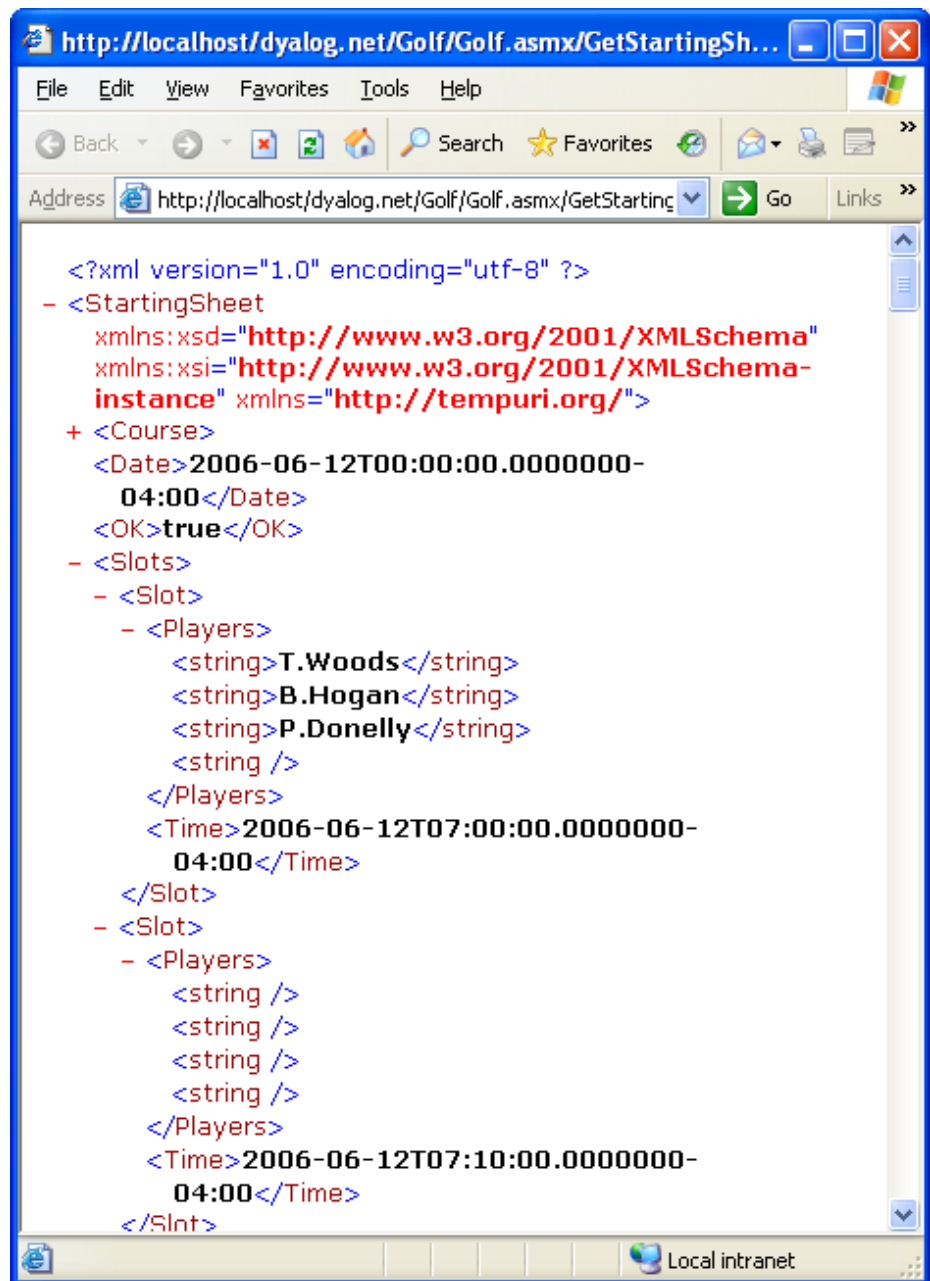 http://localhost/dyalog.net/Golf/Golf.asmx/GetStartingSh...
File Edit View Favorites Tools Help
Back Search Favorites »
Address http://localhost/dyalog.net/Golf/Golf.asmx/GetStarting Go Links »
<?xml version="1.0" encoding="utf-8" ?>
- <StartingSheet
xmlns:xsd="http://www.w3.org/2001/XMLSchema"
xmlns:xsi="http://www.w3.org/2001/XMLSchema-
instance" xmlns="http://tempuri.org/">
+ <Course>
<Date>2006-06-12T00:00:00.0000000-
04:00</Date>
<OK>true</OK>
- <Slots>
- <Slot>
- <Players>
<string>T.Woods</string>
<string>B.Hogan</string>
<string>P.Donelly</string>
<string />
</Players>
<Time>2006-06-12T07:00:00.0000000-
04:00</Time>
</Slot>
- <Slot>
- <Players>
<string />
<string />
<string />
<string />
</Players>
<Time>2006-06-12T07:10:00.0000000-
04:00</Time>
</Slot>
Local intranet